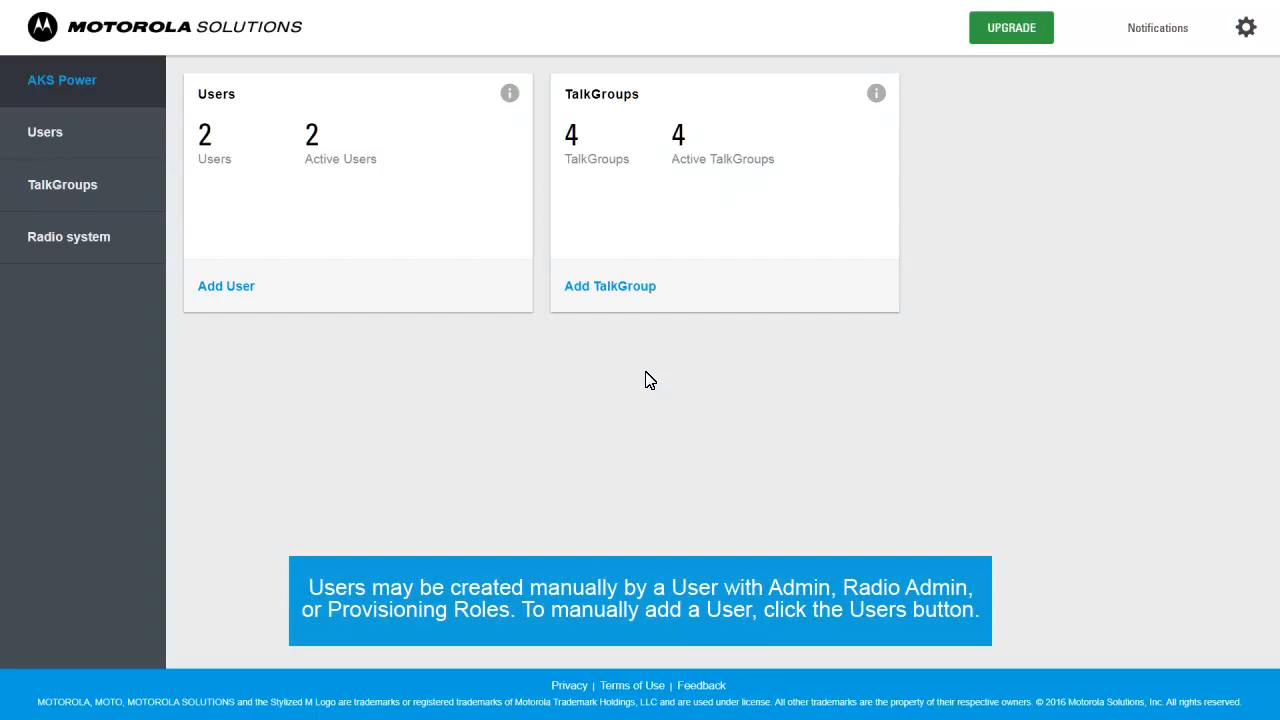 MOTOROLA SOLUTIONS
UPGRADE
Notifications
AKS Power
Users
TalkGroups
Radio system
Users
2
Users
2
Active Users
Add User
TalkGroups
4
TalkGroups
4
Active TalkGroups
Add TalkGroup
Users may be created manually by a User with Admin, Radio Admin,
or Provisioning Roles. To manually add a User, click the Users button.
Privacy | Terms of Use | Feedback
MOTOROLA, MOTO, MOTOROLA SOLUTIONS and the Stylized M Logo are trademarks or registered trademarks of Motorola Trademark Holdings, LLC and are used under license. All other trademarks are the property of their respective owners. © 2016 Motorola Solutions, Inc. All rights reserved.